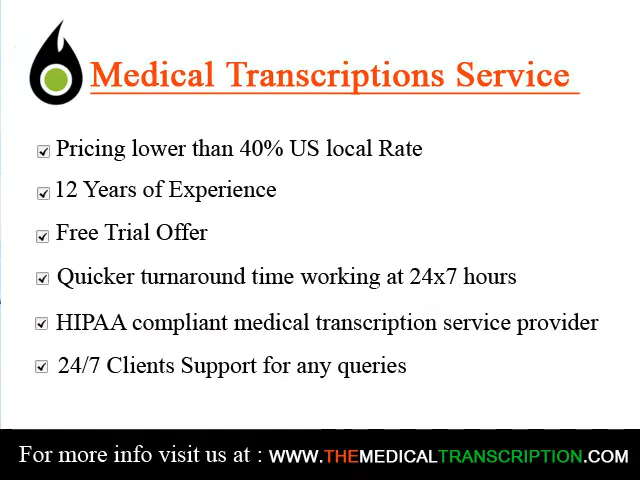 Medical Transcriptions Service
Pricing lower than 40% US local Rate
12 Years of Experience
Free Trial Offer
Quicker turnaround time working at 24x7 hours
HIPAA compliant medical transcription service provider
24/7 Clients Support for any queries
For more info visit us at : WWW.THEMEDICALTRANSCRIPTION.COM